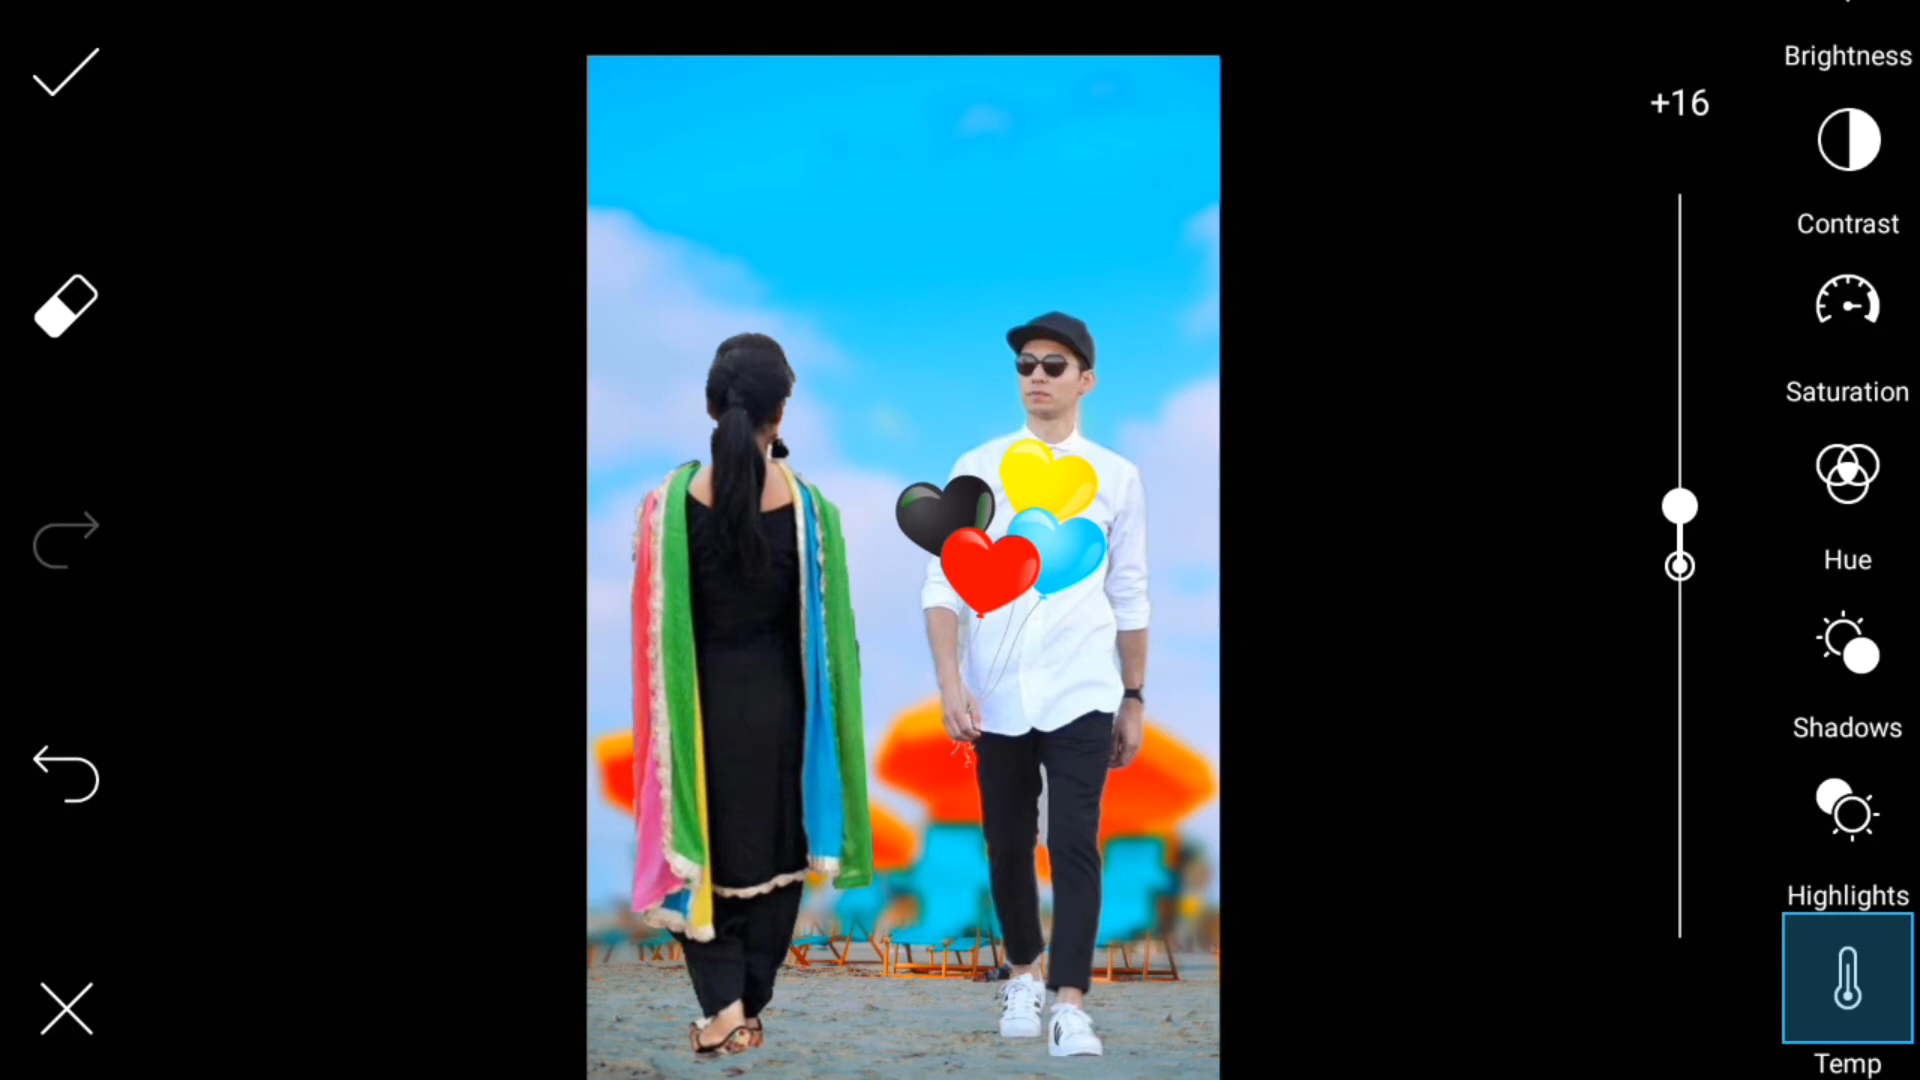 Brightness
+16
Contrast
Saturation
Hue
Shadows
Highlights
Temp